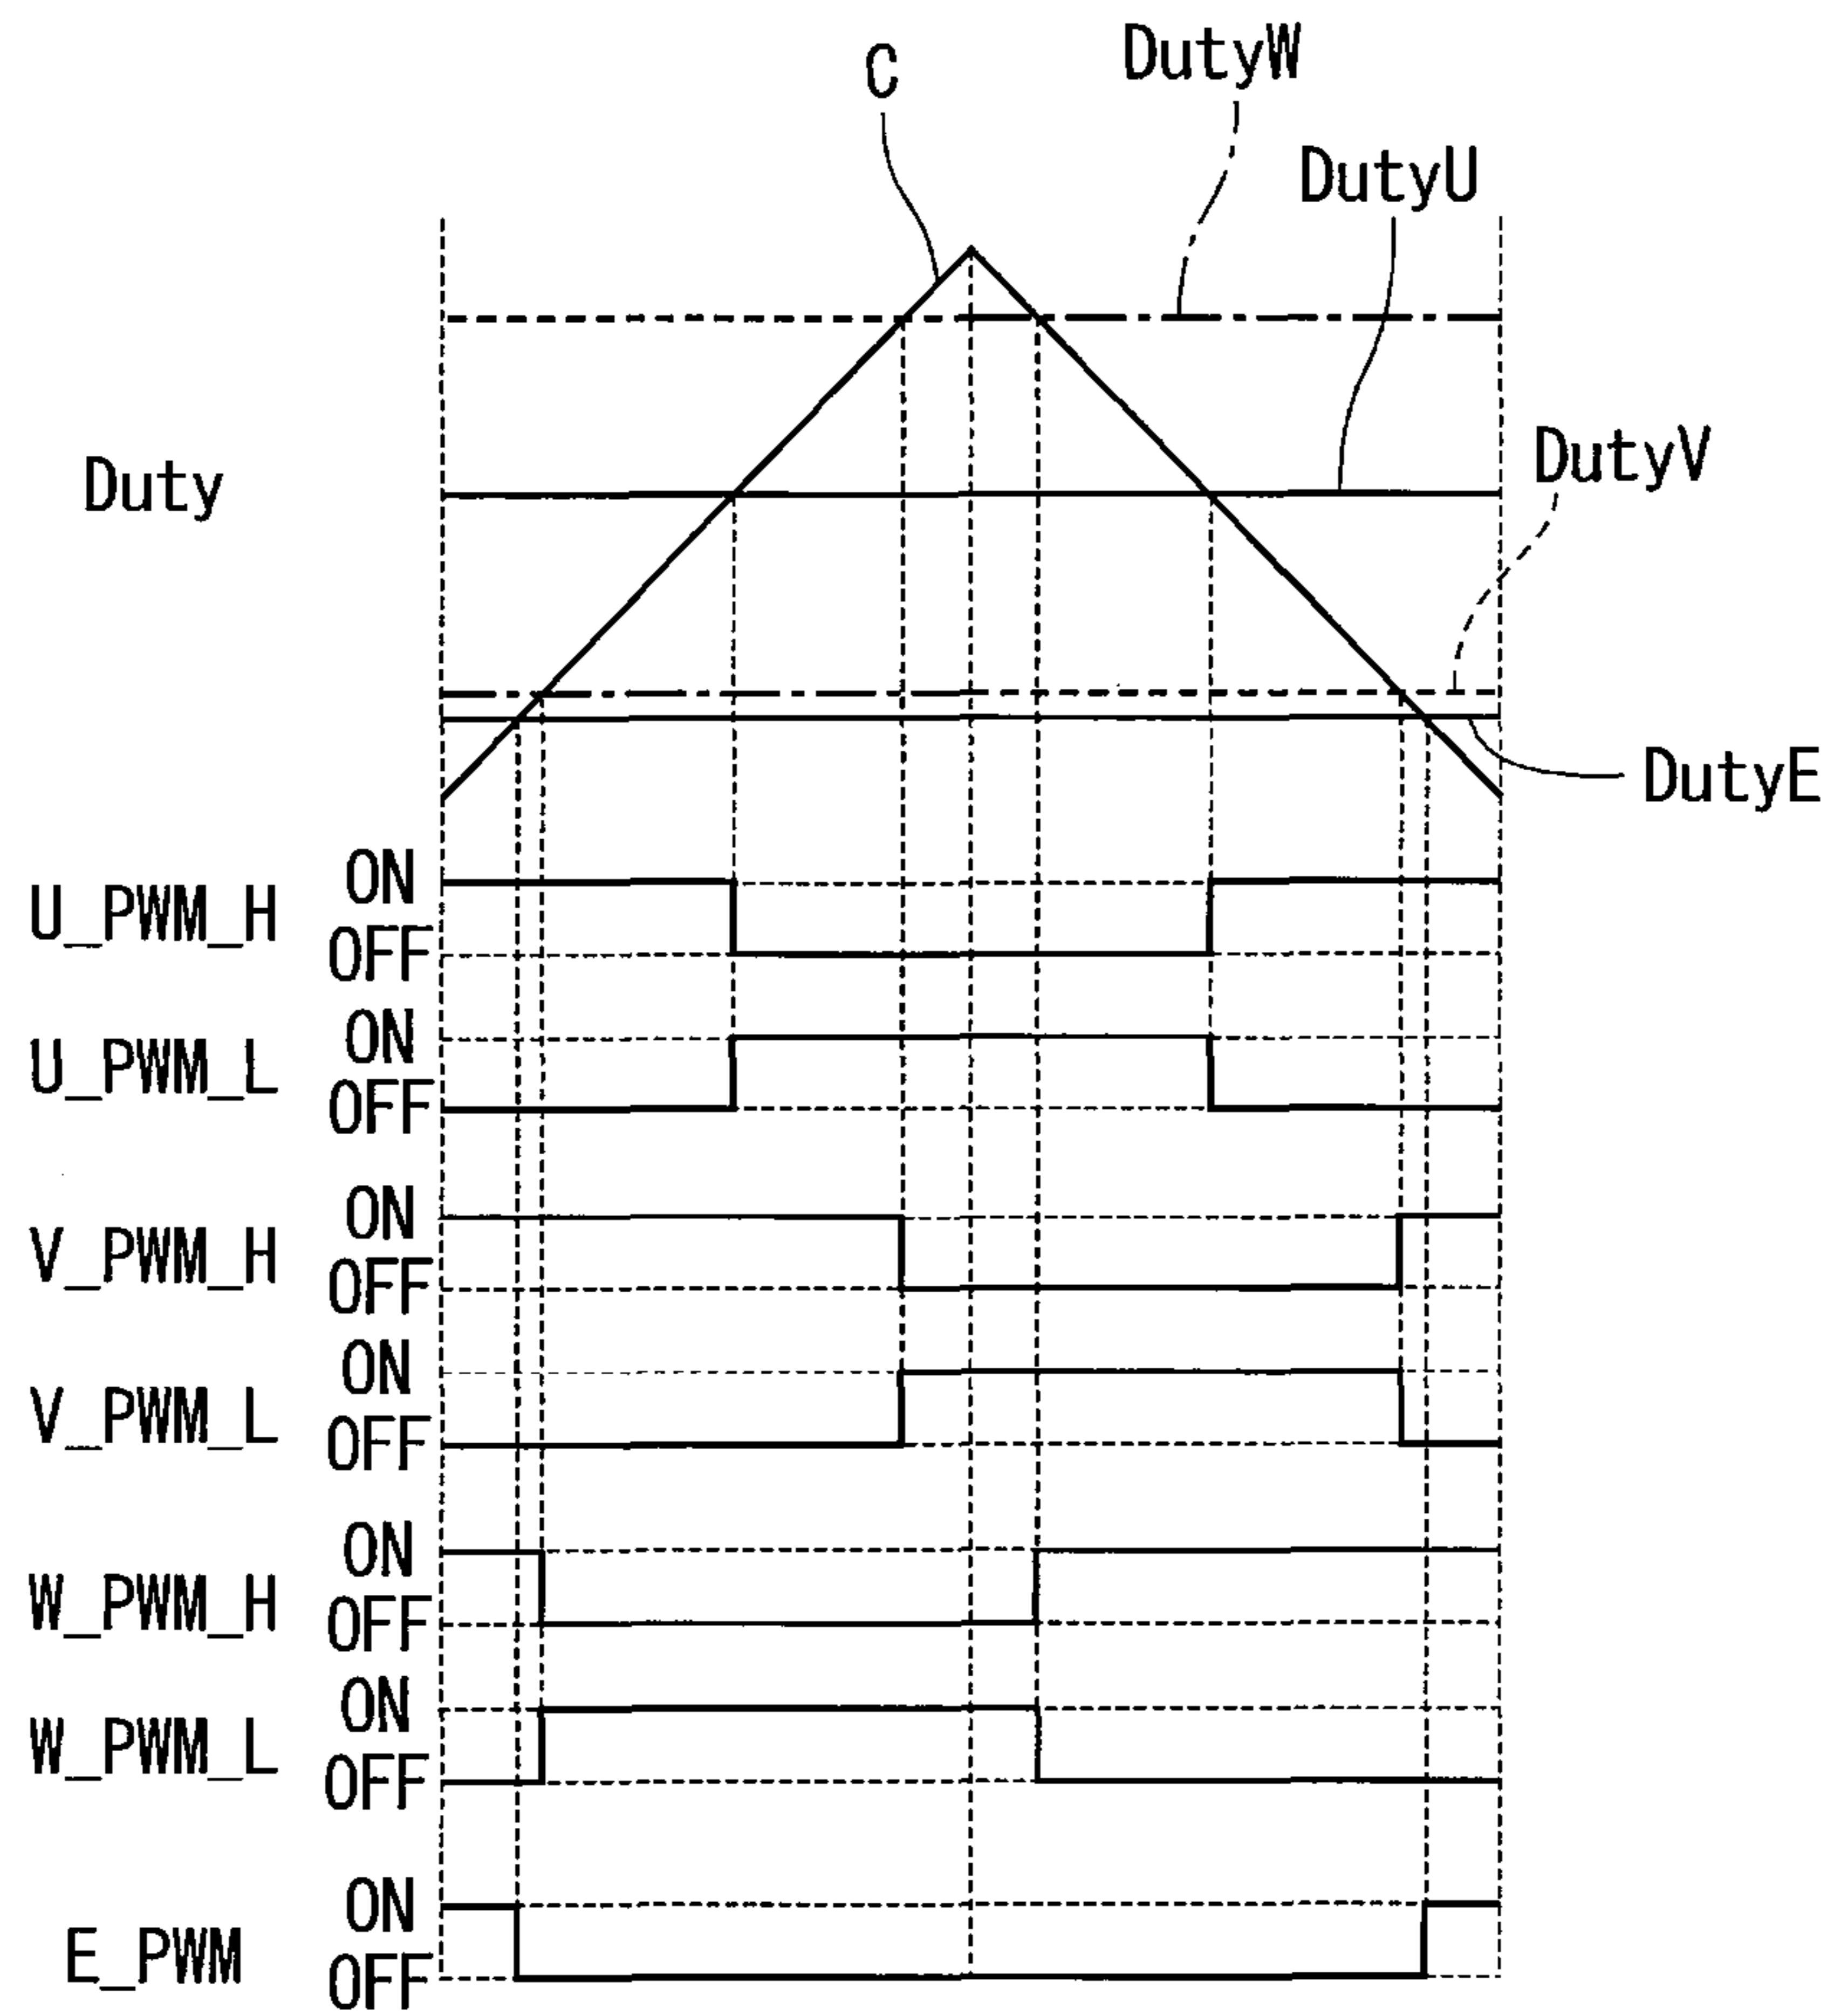 C
DutyW
DutyU
Duty
DutyV
DutyE
U_PWM_H
ON
OFF
U_PWM_L
ON
OFF
V_PWM_H
ON
OFF
V_PWM_L
ON
OFF
W_PWM_H
ON
OFF
W_PWM_L
ON
OFF
E_PWM
ON
OFF